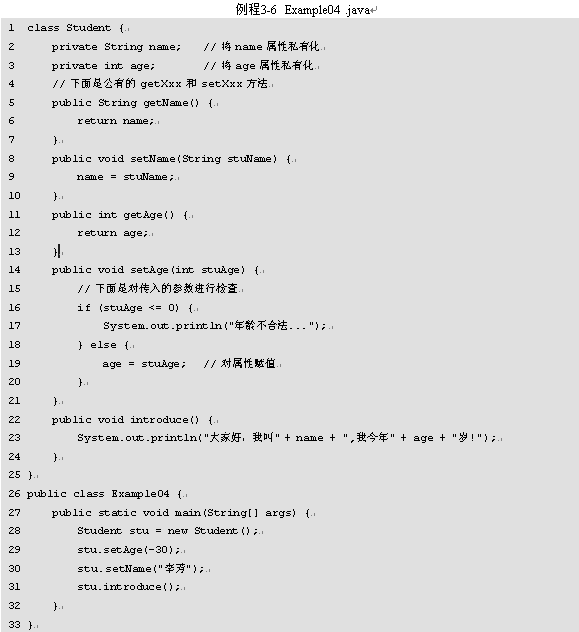 例程3-6 Example04.java
1 class Student {
2 private String name; // 将 name 属性私有化
3 private int age; // 将 age 属性私有化
4 // 下面是公有的 getXxx 和 setXxx 方法
5 public String getName() {
6 return name;
7 }
8 public void setName(String stuName) {
9 name = stuName;
10 }
11 public int getAge() {
12 return age;
13 }
14 public void setAge(int stuAge) {
15 // 下面是对传入的参数进行检查
16 if (stuAge <= 0) {
17 System.out.println("年龄不合法...");
18 } else {
19 age = stuAge; // 对属性赋值
20 }
21 }
22 public void introduce() {
23 System.out.println("大家好，我叫" + name + ",我今年" + age + "岁!");
24 }
25 }
26 public class Example04 {
27 public static void main(String[] args) {
28 Student stu = new Student();
29 stu.setAge(-30);
30 stu.setName("李芳");
31 stu.introduce();
32 }
33 }